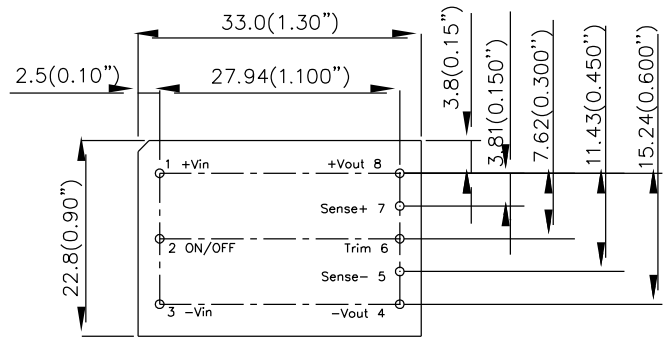 33.0(1.30”)
2.5(0.10”)
27.94(1.100”)
3.8(0.15”)
3.81(0.150”)
7.62(0.300”)
11.43(0.450”)
15.24(0.600”)
22.8(0.90”)
1 +Vin
+Vout 8
Sense+ 7
2 ON/OFF
Trim 6
Sense− 5
3 −Vin
−Vout 4